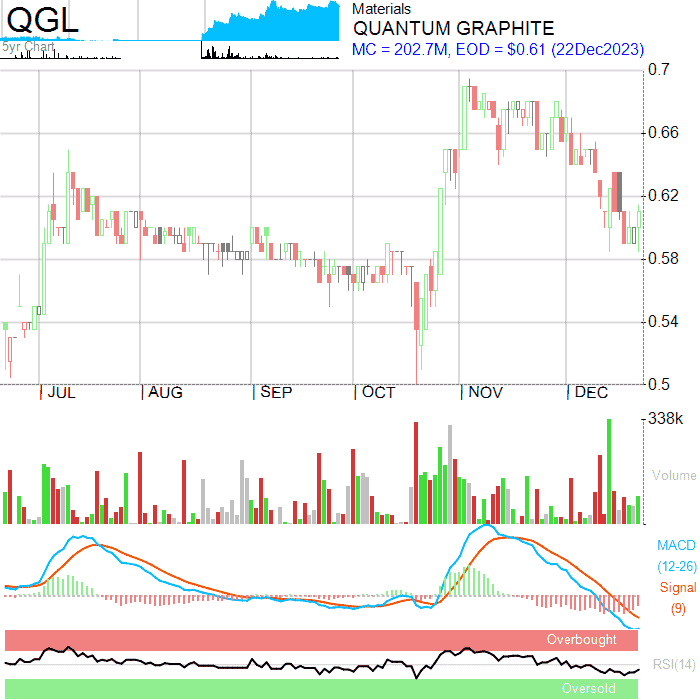 QGL
5yr Chart
Materials
QUANTUM GRAPHITE
MC = 202.7M, EOD = $0.61 (22Dec2023)
0.7
0.66
0.62
0.58
0.54
0.5
JUL AUG SEP OCT NOV DEC
338k
Volume
MACD
(12-26)
Signal
(9)
Overbought
RSI(14)
Oversold